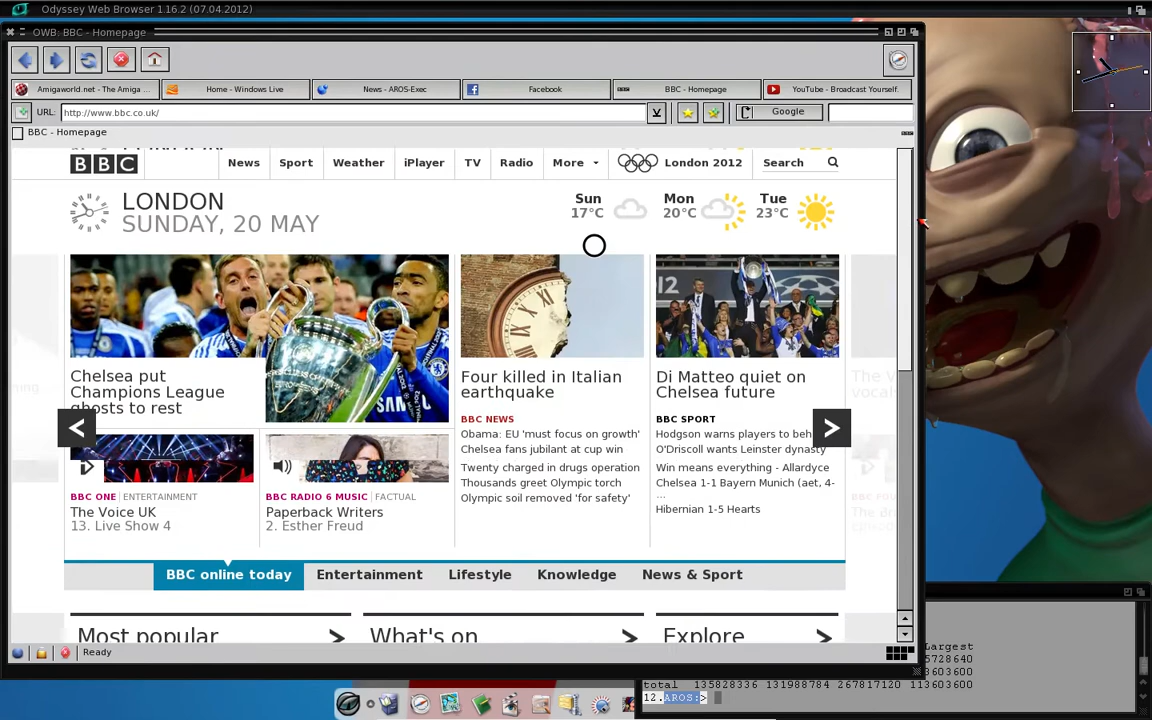 Odyssey Web Browser 1.16.2 (07.04.2012)
OWB: BBC - Homepage
Amigaworld.net - The Amiga ...
Home - Windows Live
News - AROS-Exec
Facebook
BBC - Homepage
YouTube - Broadcast Yourself.
URL: http://www.bbc.co.uk/
Google
BBC - Homepage
BBC
News
Sport
Weather
iPlayer
TV
Radio
More
London 2012
Search
LONDON
SUNDAY, 20 MAY
Sun
17°C
Mon
20°C
Tue
23°C
Chelsea put
Champions League
ghosts to rest
BBC ONE | ENTERTAINMENT
The Voice UK
13. Live Show 4
BBC RADIO 6 MUSIC | FACTUAL
Paperback Writers
2. Esther Freud
Four killed in Italian
earthquake
BBC NEWS
Obama: EU 'must focus on growth'
Chelsea fans jubilant at cup win
Twenty charged in drugs operation
Thousands greet Olympic torch
Olympic soil removed 'for safety'
Di Matteo quiet on
Chelsea future
BBC SPORT
Hodgson warns players to beh
O'Driscoll wants Leinster dynasty
Win means everything - Allardyce
Chelsea 1-1 Bayern Munich (aet, 4-
...
Hibernian 1-5 Hearts
BBC online today
Entertainment
Lifestyle
Knowledge
News & Sport
Most popular
What's on
Explore
Ready
Largest
5728640
3603600
total 135828336 131988784 267817120 113603600
12.AROS:>